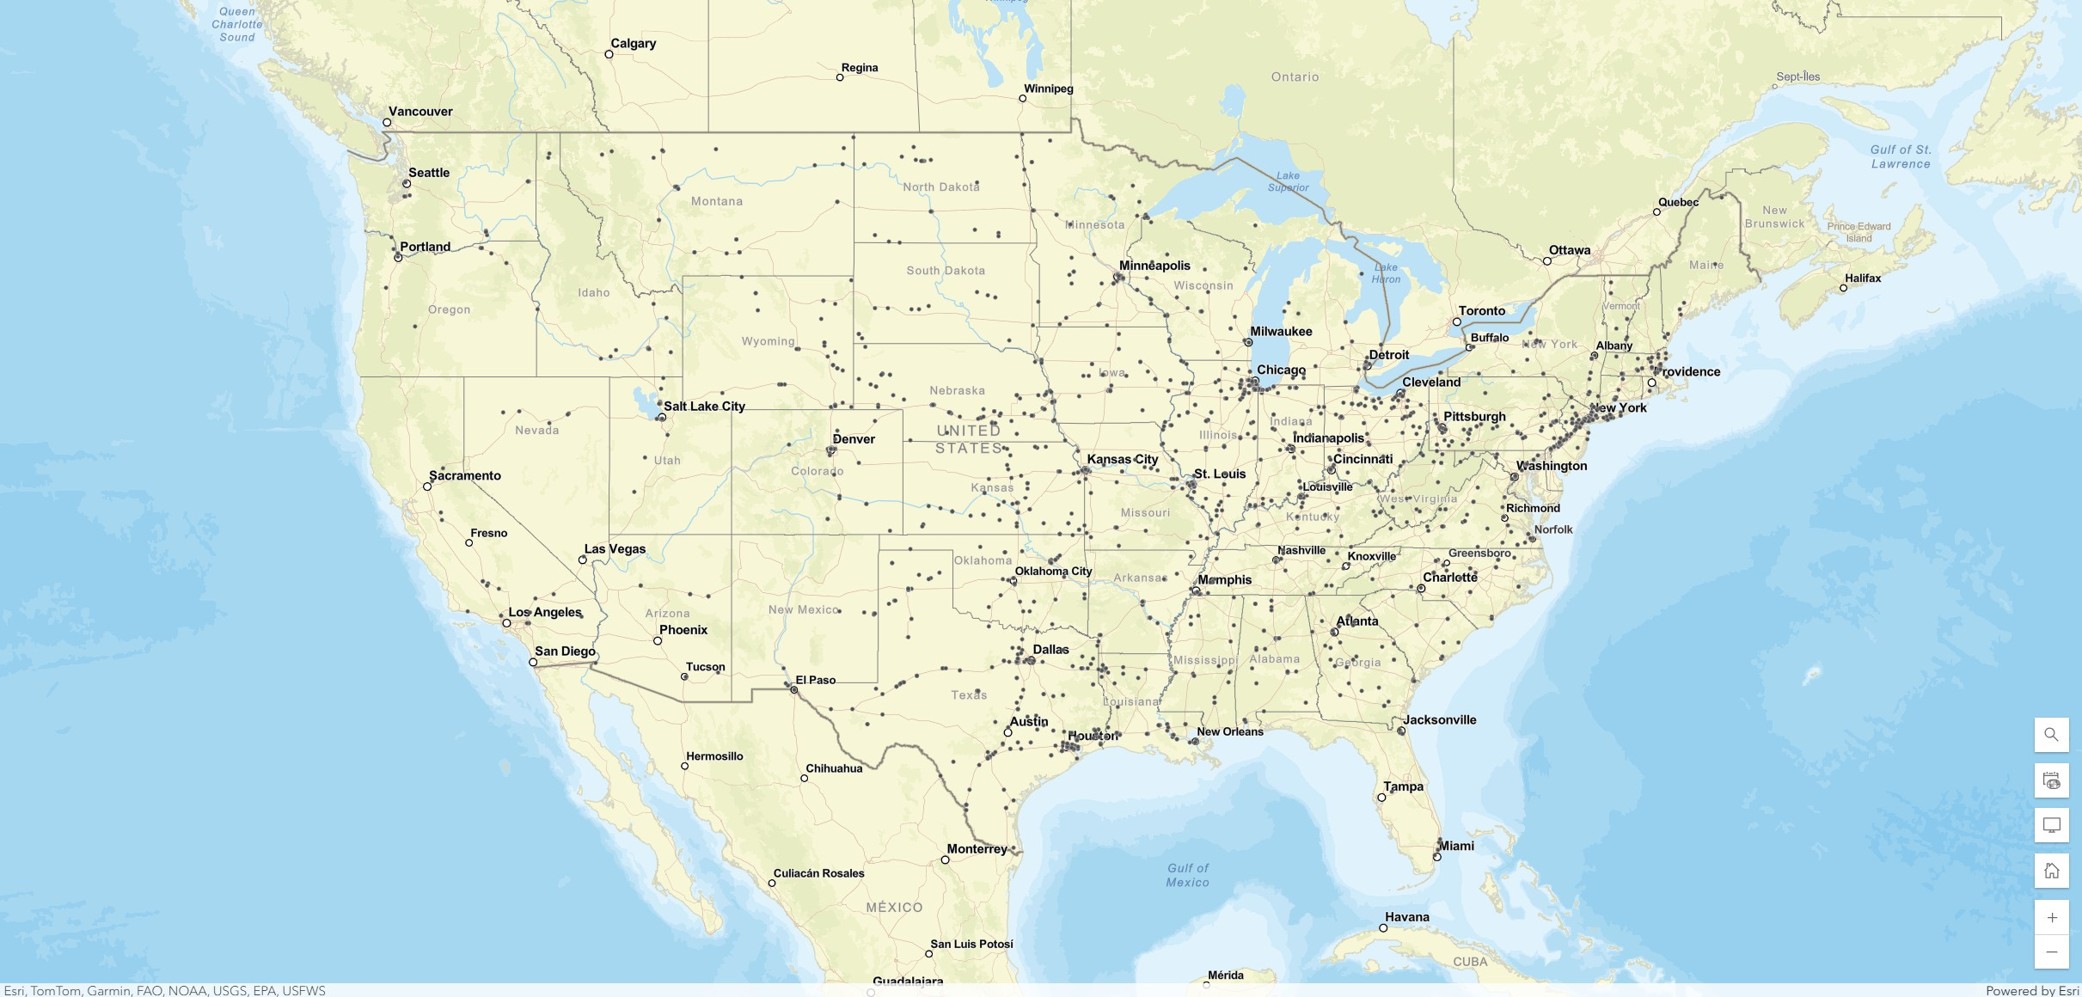 Queen
Charlotte
Sound
Calgary
Regina
Winnipeg
Ontario
Sept-Îles
Vancouver
Gulf of St.
Lawrence
Seattle
North Dakota
Lake
Superior
Montana
Minnesota
Quebec
New
Brunswick
Prince Edward
Island
Portland
Ottawa
Minneapolis
South Dakota
Lake
Huron
Maine
Halifax
Idaho
Wisconsin
Oregon
Vermont
Toronto
Milwaukee
Buffalo
Wyoming
New York
Albany
Detroit
Chicago
Iowa
Providence
Cleveland
Nebraska
Salt Lake City
New York
Pittsburgh
Nevada
UNITED
STATES
Indiana
Illinois
Denver
Indianapolis
Utah
Colorado
Kansas City
Cincinnati
Washington
Sacramento
St. Louis
Kansas
Louisville
West Virginia
Richmond
Missouri
Kentucky
Fresno
Norfolk
Las Vegas
Nashville
Knoxville
Greensboro
Oklahoma
Oklahoma City
Arkansas
Memphis
Charlotte
Los Angeles
Arizona
New Mexico
Phoenix
Atlanta
San Diego
Dallas
Mississippi
Alabama
Georgia
Tucson
El Paso
Texas
Louisiana
Austin
Jacksonville
Houston
New Orleans
Hermosillo
Chihuahua
Tampa
Monterrey
Miami
Culiacán Rosales
Gulf of
Mexico
MÉXICO
Havana
San Luis Potosí
CUBA
Mérida
Guadalajara
Esri, TomTom, Garmin, FAO, NOAA, USGS, EPA, USFWS
Powered by Esri